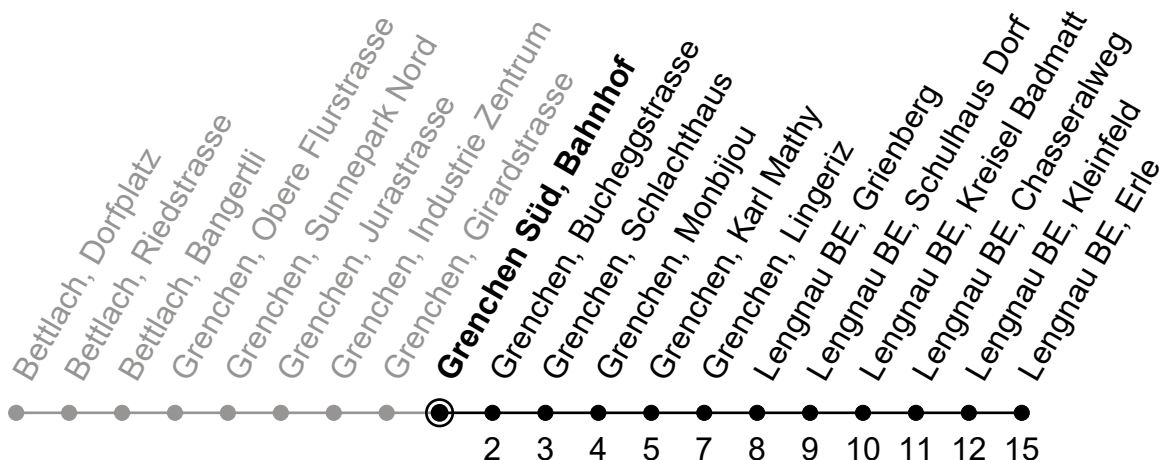 Bettlach, Dorfplatz
Bettlach, Riedstrasse
Bettlach, Bangertli
Grenchen, Obere Flurstrasse
Grenchen, Sunnepark Nord
Grenchen, Jurastrasse
Grenchen, Industrie Zentrum
Grenchen, Girardstrasse
Grenchen Süd, Bahnhof
Grenchen, Bucheggstrasse
Grenchen, Schlachthaus
Grenchen, Monbijou
Grenchen, Karl Mathy
Grenchen, Lingeriz
Lengnau BE, Grienberg
Lengnau BE, Schulhaus Dorf
Lengnau BE, Kreisel Badmatt
Lengnau BE, Chasseralweg
Lengnau BE, Kleinfeld
Lengnau BE, Erle
2 3 4 5 7 8 9 10 11 12 15